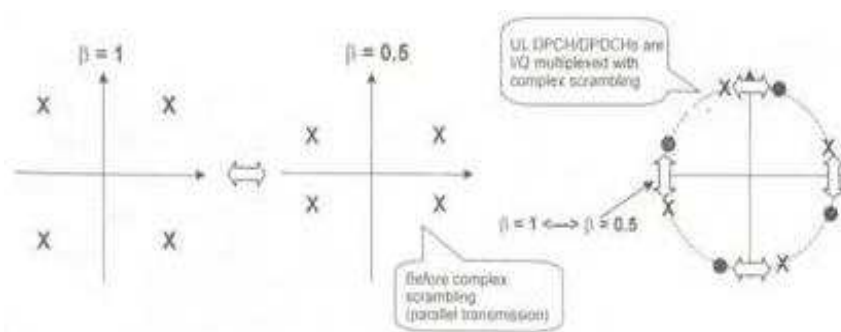 β = 1
X X
X X
β = 0.5
X X
X X
Before complex
scrambling
(parallel transmission)
UL DPCH/DPDCHs are
I/Q multiplexed with
complex scrambling
X
X
X
X
β = 1 <--> β = 0.5